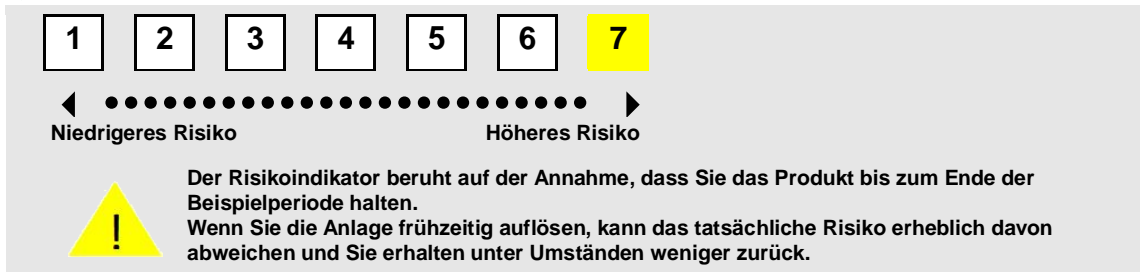 1 2 3 4 5 6 7
Niedrigeres Risiko Höheres Risiko
Der Risikoindikator beruht auf der Annahme, dass Sie das Produkt bis zum Ende der
Beispielperiode halten.
Wenn Sie die Anlage frühzeitig auflösen, kann das tatsächliche Risiko erheblich davon
abweichen und Sie erhalten unter Umständen weniger zurück.
!